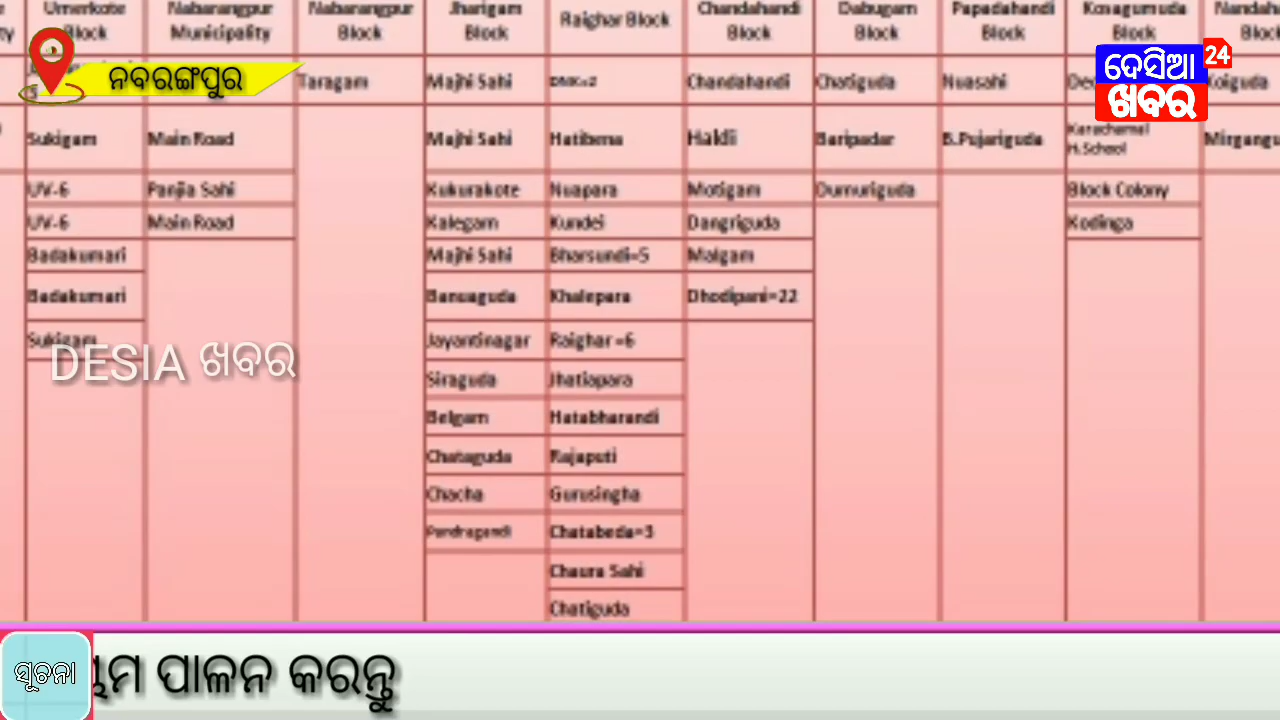 Umerkote Block
Nabarangpur Municipality
Nabarangpur Block
Jharigam Block
Raighar Block
Chandahandi Block
Dabugam Block
Papadahandi Block
Kosagumuda Block
ନବରଙ୍ଗପୁର
Taragam
Majhi Sahi
Chandahandi
Chatiguda
Nuasahi
ଦେସିଆ 24
ଖବର
Sukigam
Main Road
Majhi Sahi
Hatibena
Haldi
Baripadar
B.Pujariguda
Karachamal H.School
UV-6
Panjia Sahi
Kukurakote
Nuapara
Motigam
Dumuriguda
Block Colony
UV-6
Main Road
Kalegam
Kundei
Dangriguda
Kodinga
Badakumari
Majhi Sahi
Bharsundi=5
Malgam
Badakumari
Banuaguda
Khalepara
Dhodipani=22
Sukigam
Jayantinagar
Raighar =6
DESIA ଖବର
Siraguda
Jhatiapara
Belgam
Hatabharandi
Chataguda
Rajaputi
Chacha
Gurusingha
Pendragandi
Chatabeda=3
Chaura Sahi
Chatiguda
ସୂଚନା
ପାଳନ କରନ୍ତୁ